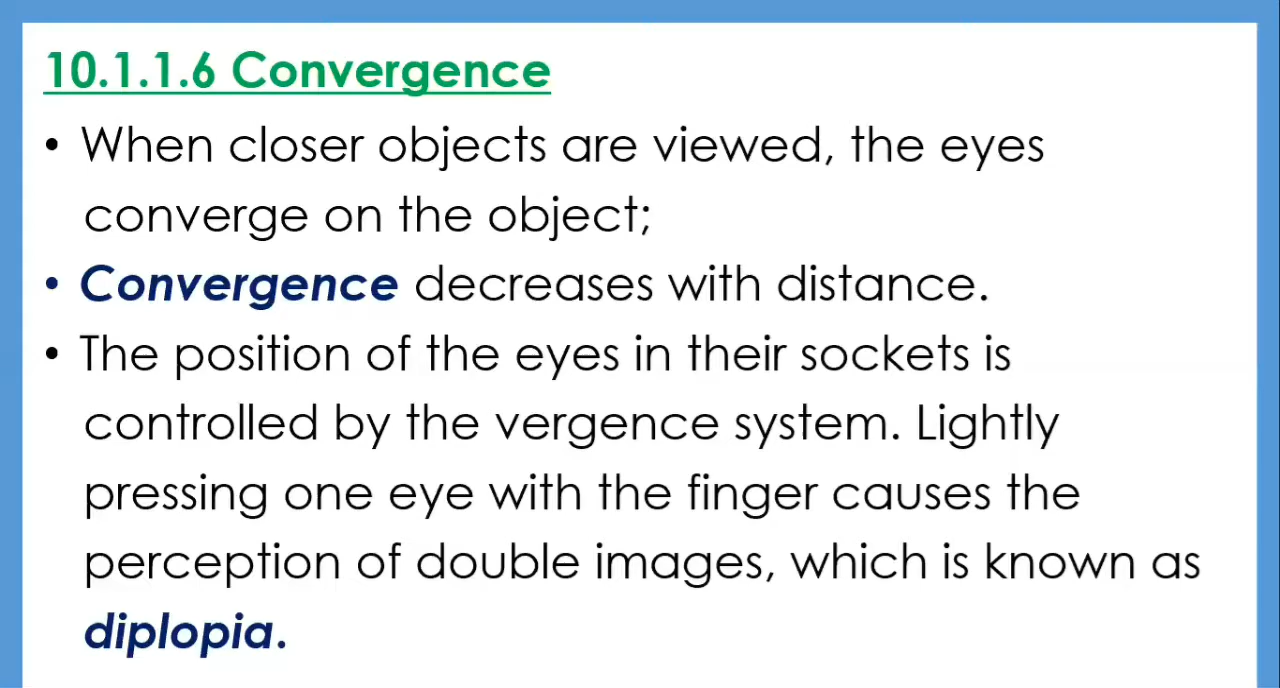 10.1.1.6 Convergence
• When closer objects are viewed, the eyes
converge on the object;
• Convergence decreases with distance.
• The position of the eyes in their sockets is
controlled by the vergence system. Lightly
pressing one eye with the finger causes the
perception of double images, which is known as
diplopia.